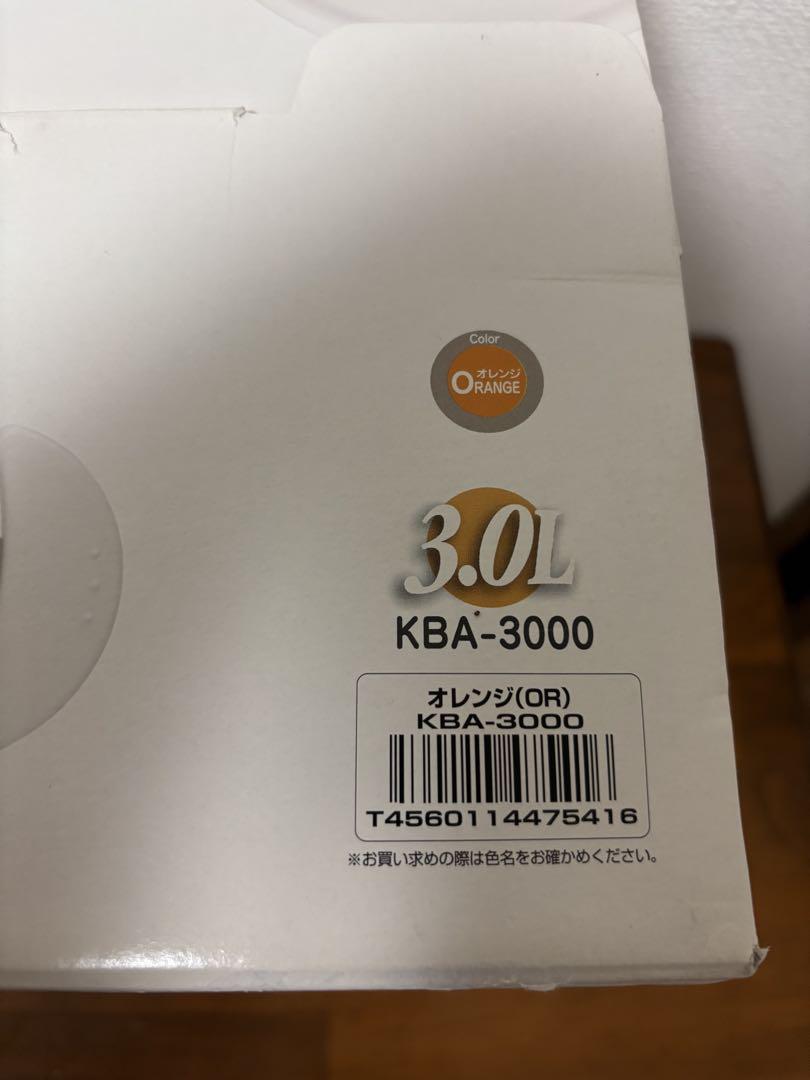 Color
オレンジ
ORANGE
3.0L
KBA-3000
オレンジ(OR)
KBA-3000
T4560114475416
※お買い求めの際は色名をお確かめください。